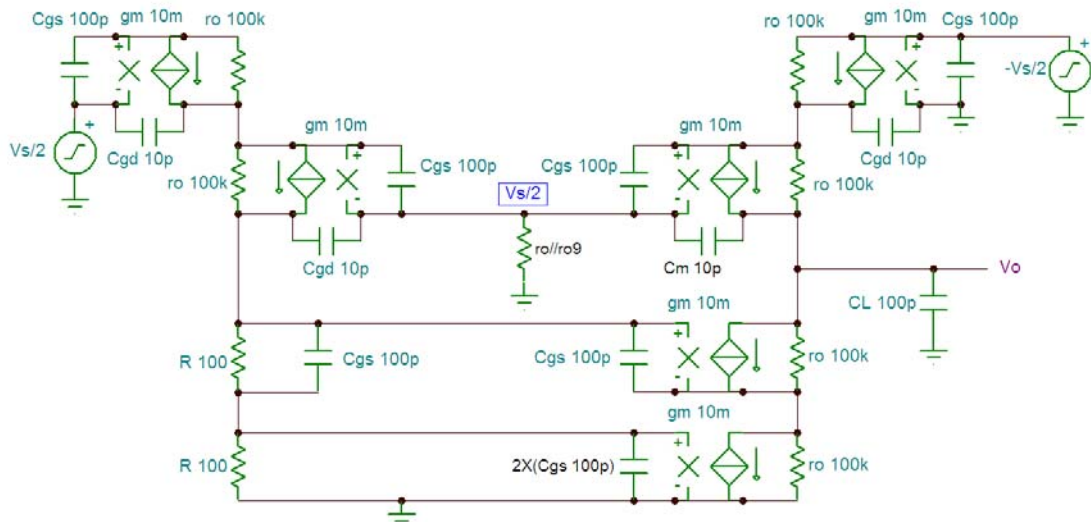 Cgs 100p gm 10m ro 100k
ro 100k gm 10m Cgs 100p
+
-
+
-
+
-Vs/2
Vs/2
+
Cgd 10p
Cgd 10p
gm 10m
gm 10m
ro 100k
+
-
Cgs 100p
Vs/2
Cgs 100p
+
-
ro 100k
ro//ro9
Cgd 10p
Cm 10p
Vo
gm 10m
CL 100p
R 100
Cgs 100p
Cgs 100p
+
-
ro 100k
gm 10m
R 100
2X(Cgs 100p)
+
-
ro 100k